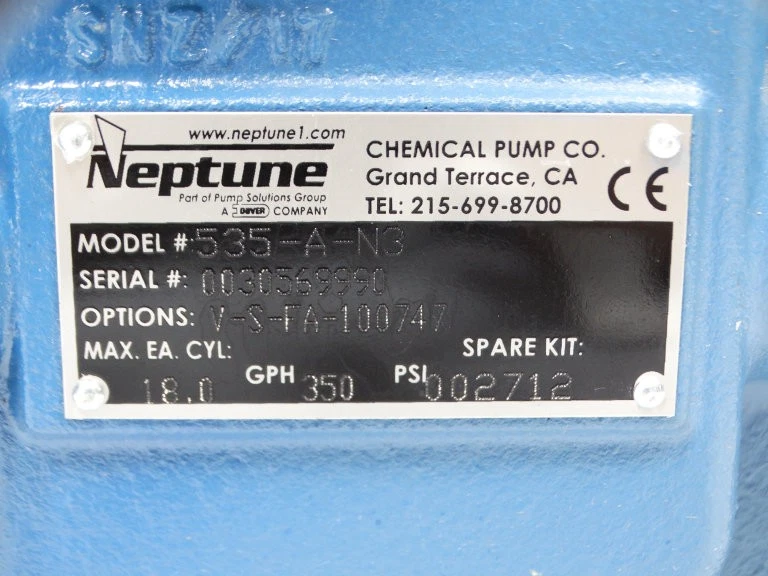 www.neptune1.com
Neptune
Part of Pump Solutions Group
A DOVER COMPANY
CHEMICAL PUMP CO.
Grand Terrace, CA
TEL: 215-699-8700
CE
MODEL #: 535-A-N3
SERIAL #: 0030569990
OPTIONS: V-S-FA-100747
MAX. EA. CYL: SPARE KIT:
18.0 GPH 350 PSI 002712